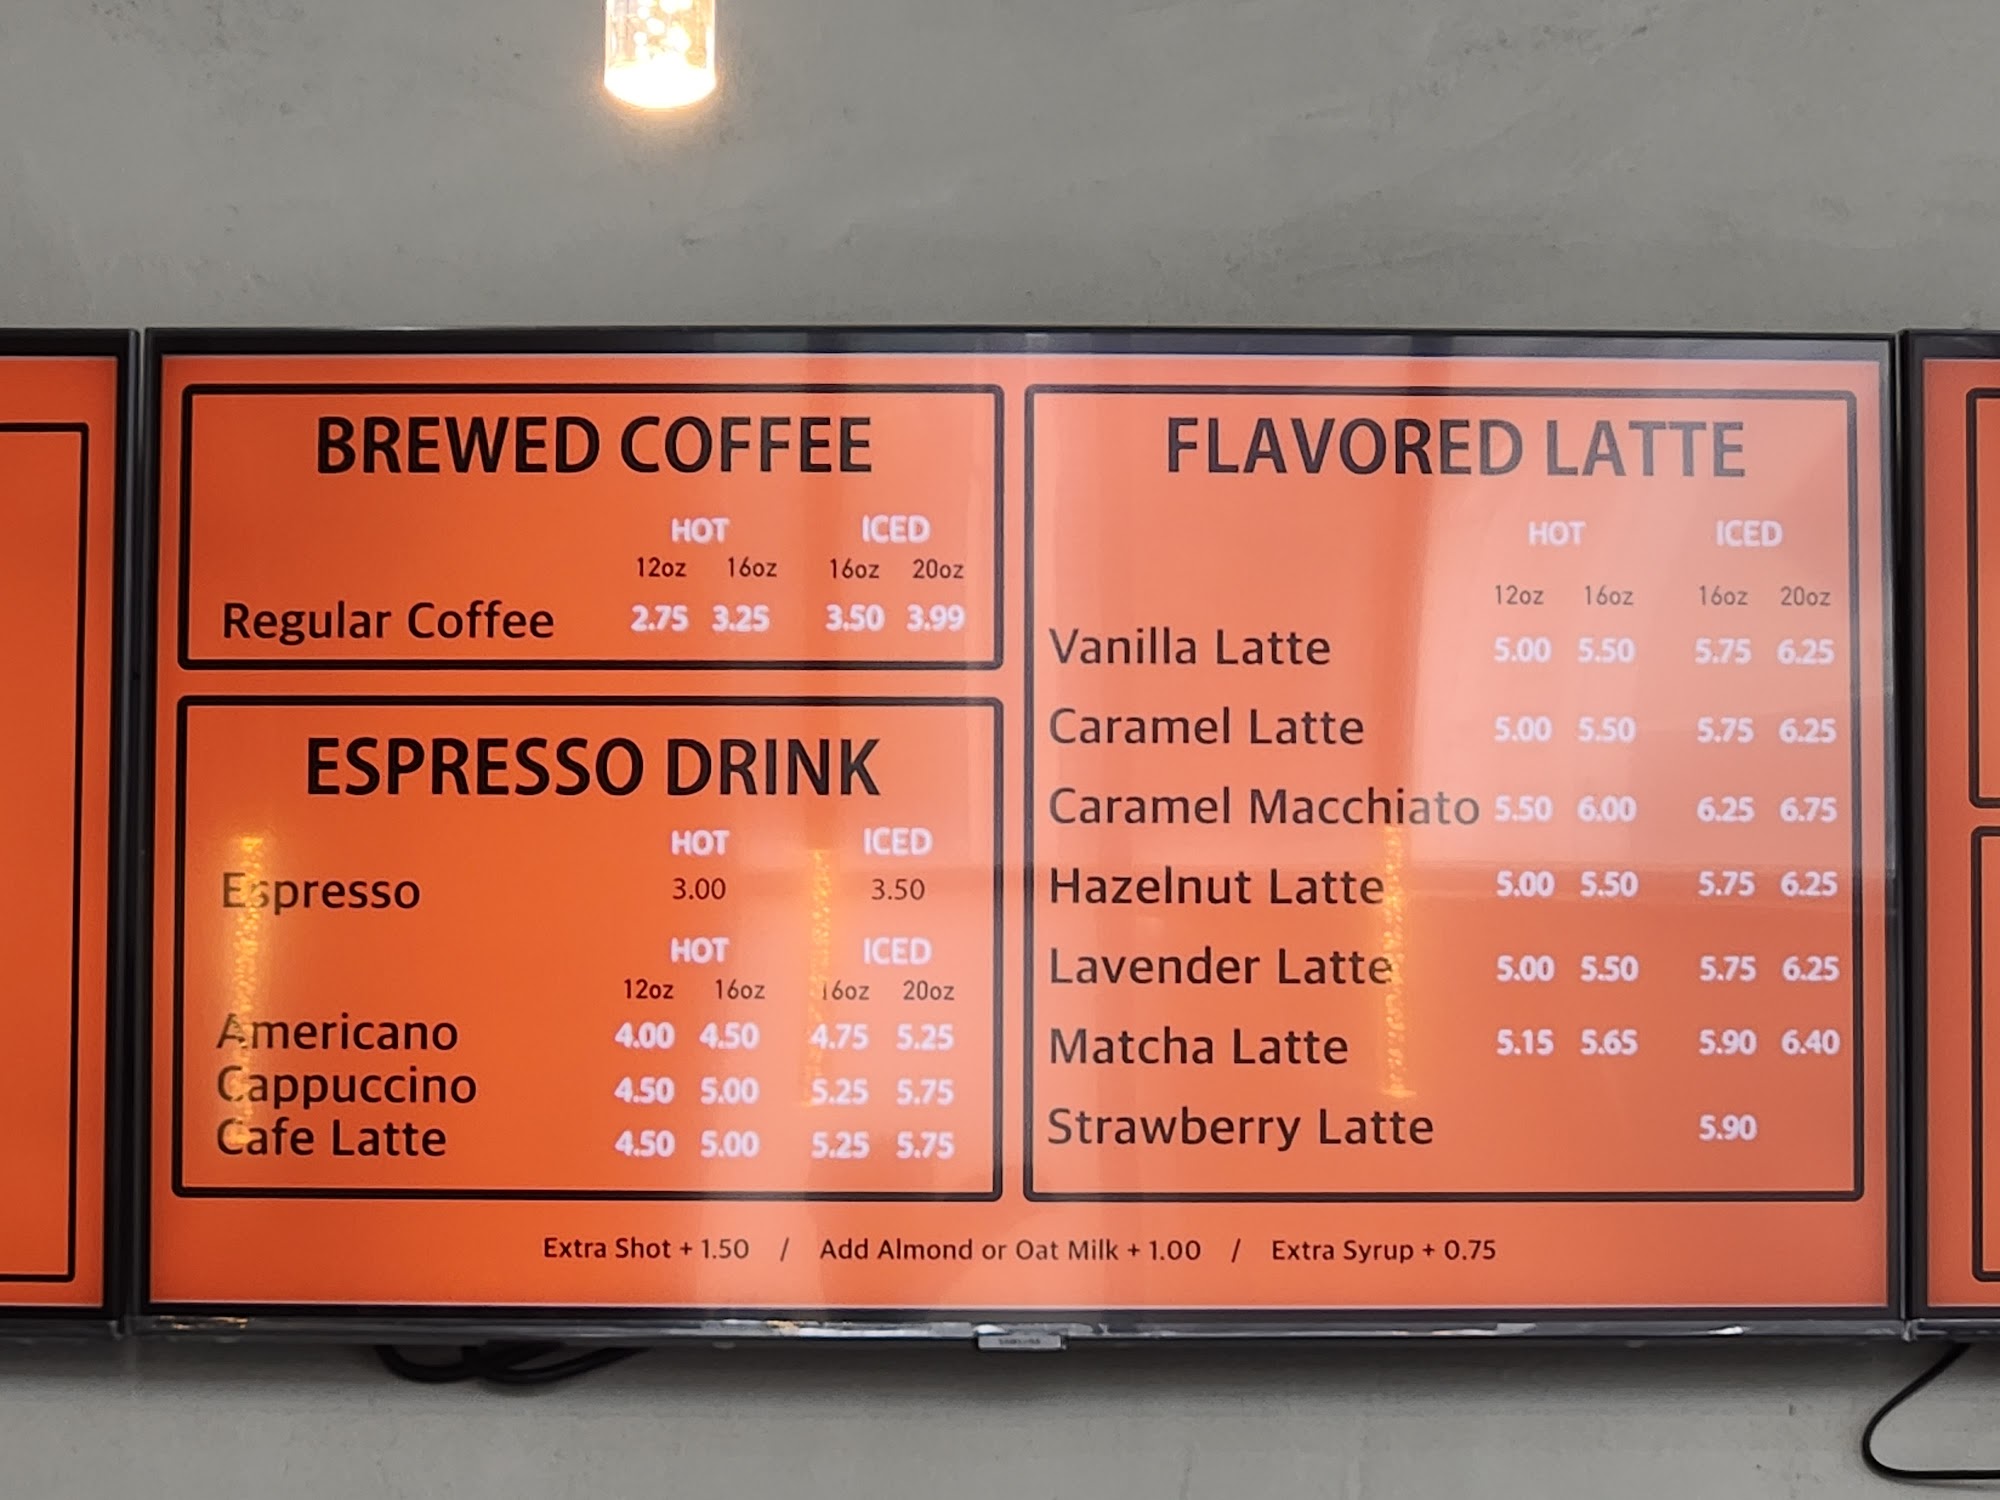 BREWED COFFEE
HOT ICED
12oz 16oz 16oz 20oz
Regular Coffee 2.75 3.25 3.50 3.99
ESPRESSO DRINK
HOT ICED
Espresso 3.00 3.50
HOT ICED
12oz 16oz 16oz 20oz
Americano 4.00 4.50 4.75 5.25
Cappuccino 4.50 5.00 5.25 5.75
Cafe Latte 4.50 5.00 5.25 5.75
FLAVORED LATTE
HOT ICED
12oz 16oz 16oz 20oz
Vanilla Latte 5.00 5.50 5.75 6.25
Caramel Latte 5.00 5.50 5.75 6.25
Caramel Macchiato 5.50 6.00 6.25 6.75
Hazelnut Latte 5.00 5.50 5.75 6.25
Lavender Latte 5.00 5.50 5.75 6.25
Matcha Latte 5.15 5.65 5.90 6.40
Strawberry Latte 5.90
Extra Shot + 1.50 / Add Almond or Oat Milk + 1.00 / Extra Syrup + 0.75